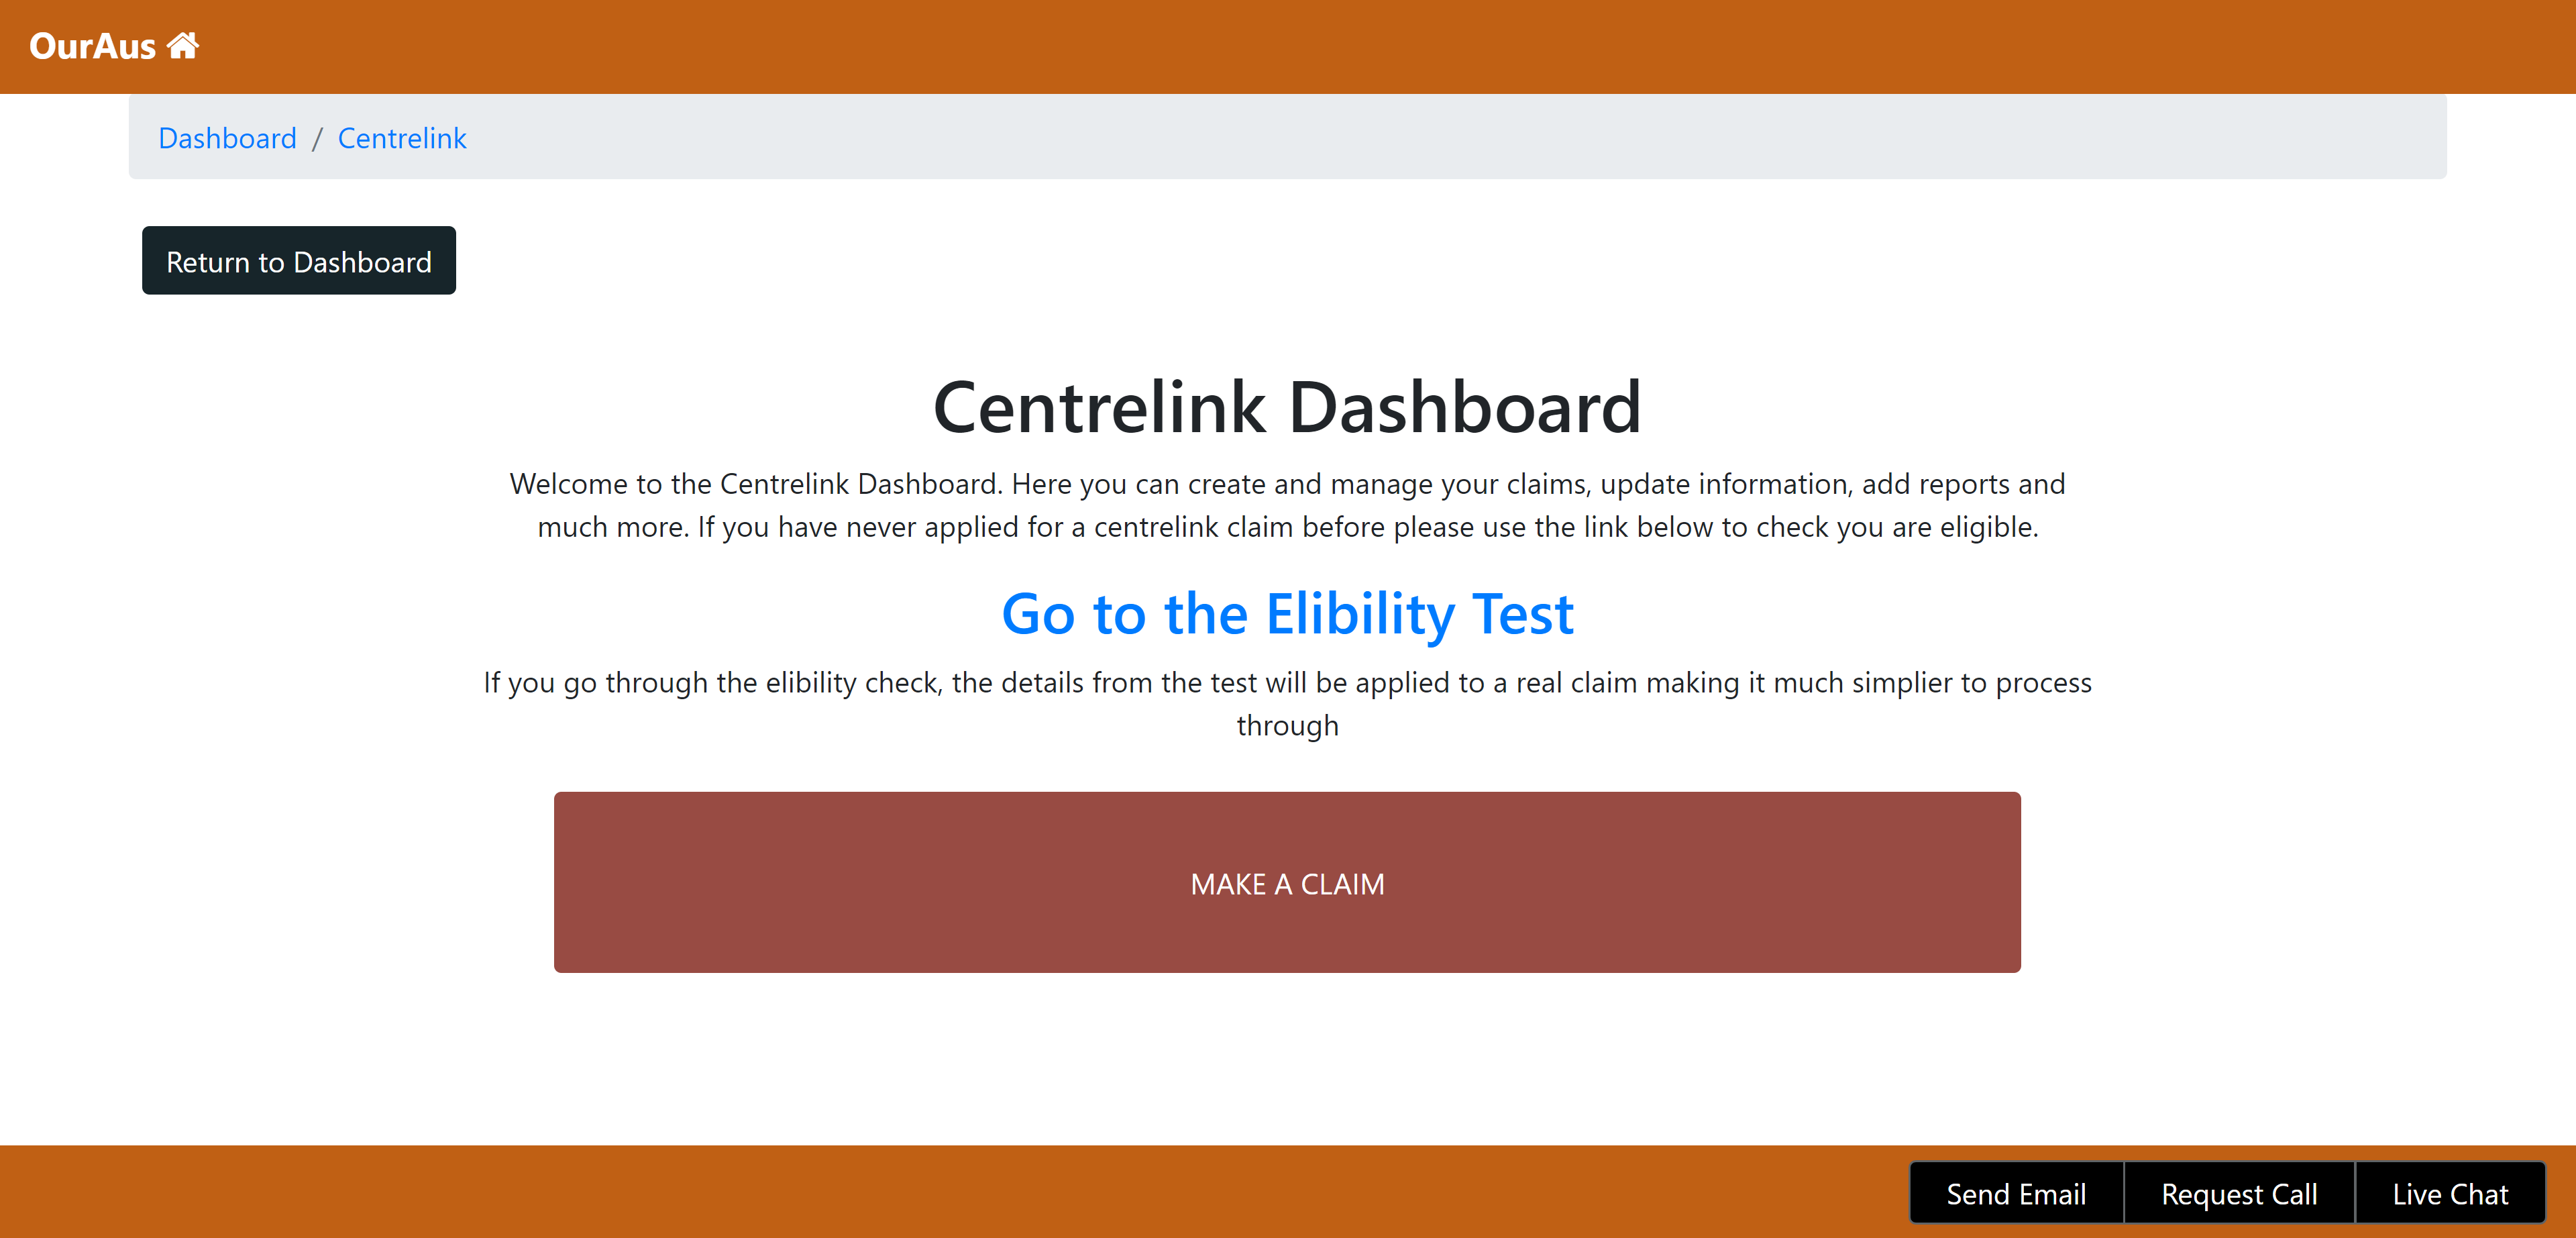 OurAus
Dashboard / Centrelink
Return to Dashboard
Centrelink Dashboard
Welcome to the Centrelink Dashboard. Here you can create and manage your claims, update information, add reports and
much more. If you have never applied for a centrelink claim before please use the link below to check you are eligible.
Go to the Elibility Test
If you go through the elibility check, the details from the test will be applied to a real claim making it much simplier to process
through
MAKE A CLAIM
Send Email Request Call Live Chat